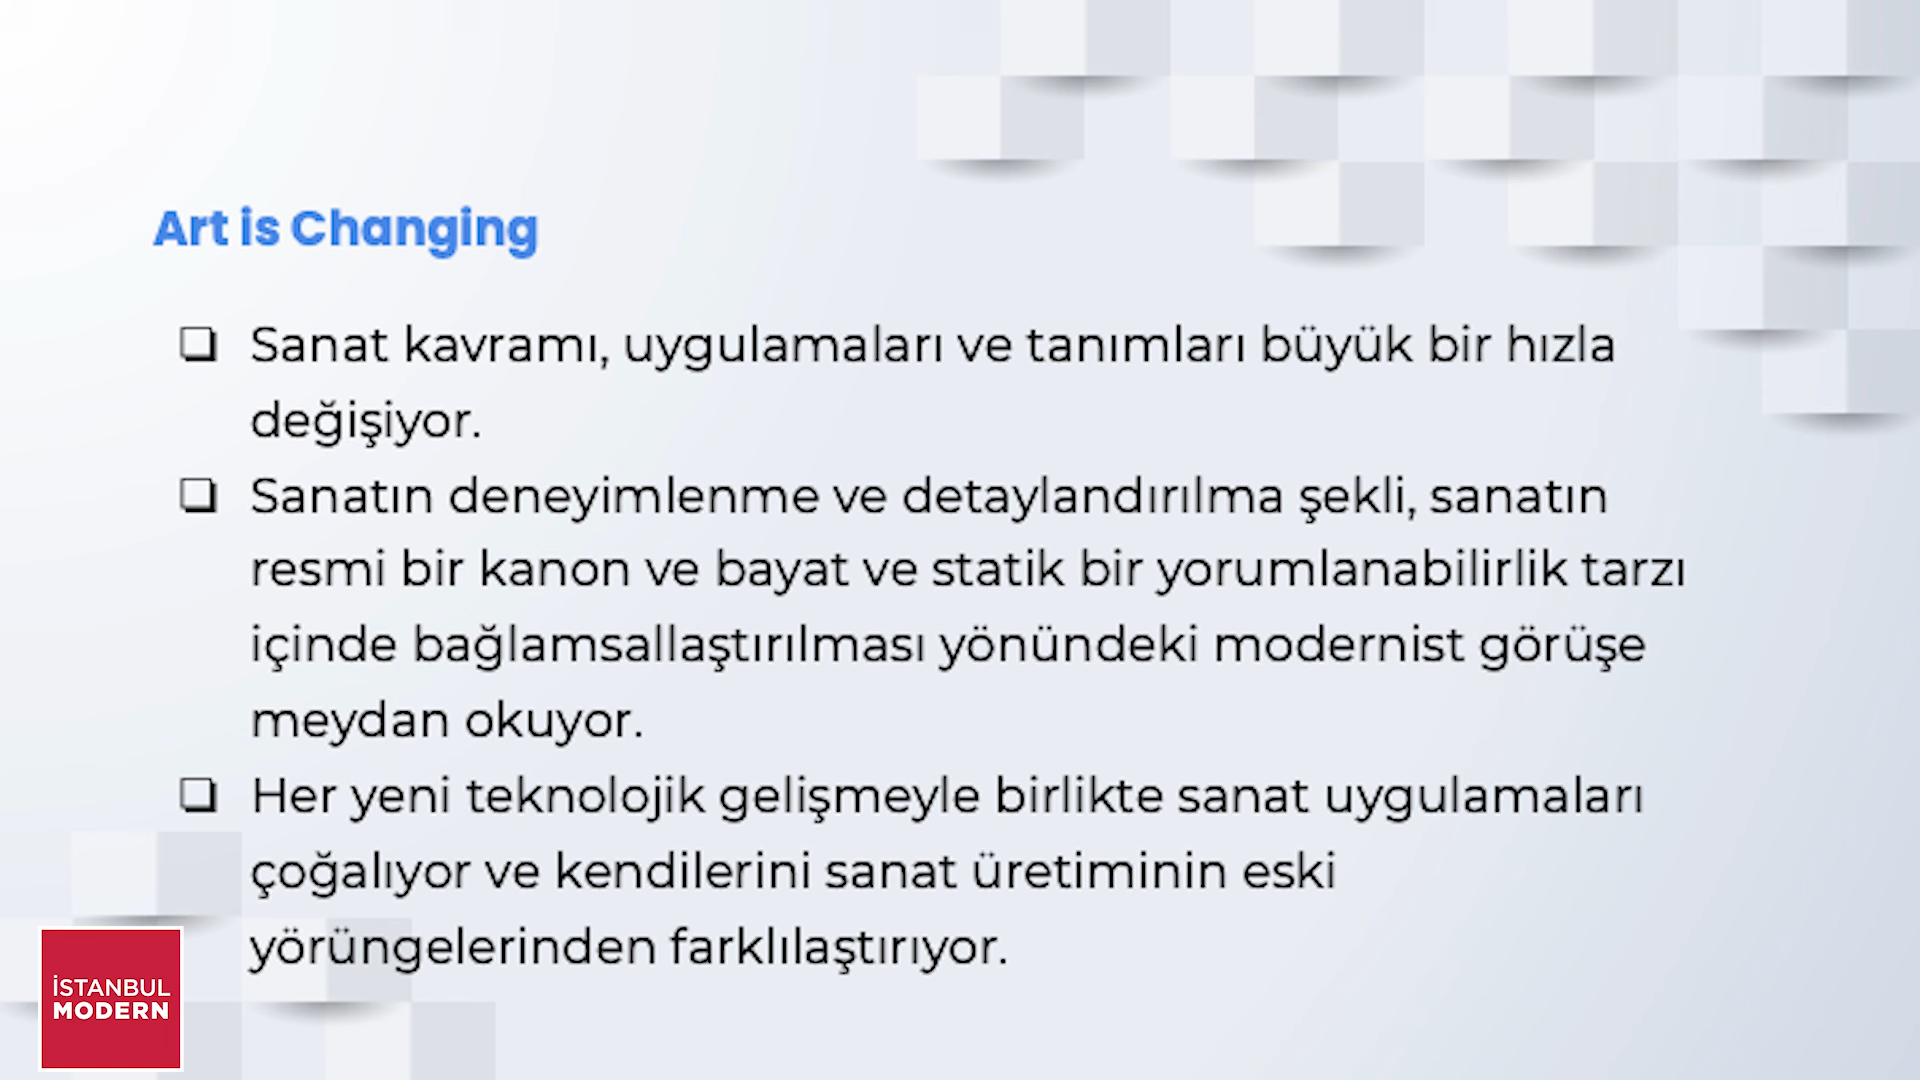 Art is Changing
❏ Sanat kavramı, uygulamaları ve tanımları büyük bir hızla
değişiyor.
❏ Sanatın deneyimlenme ve detaylandırılma şekli, sanatın
resmi bir kanon ve bayat ve statik bir yorumlanabilirlik tarzı
içinde bağlamsallaştırılması yönündeki modernist görüşe
meydan okuyor.
❏ Her yeni teknolojik gelişmeyle birlikte sanat uygulamaları
çoğalıyor ve kendilerini sanat üretiminin eski
yörüngelerinden farklılaştırıyor.
İSTANBUL
MODERN